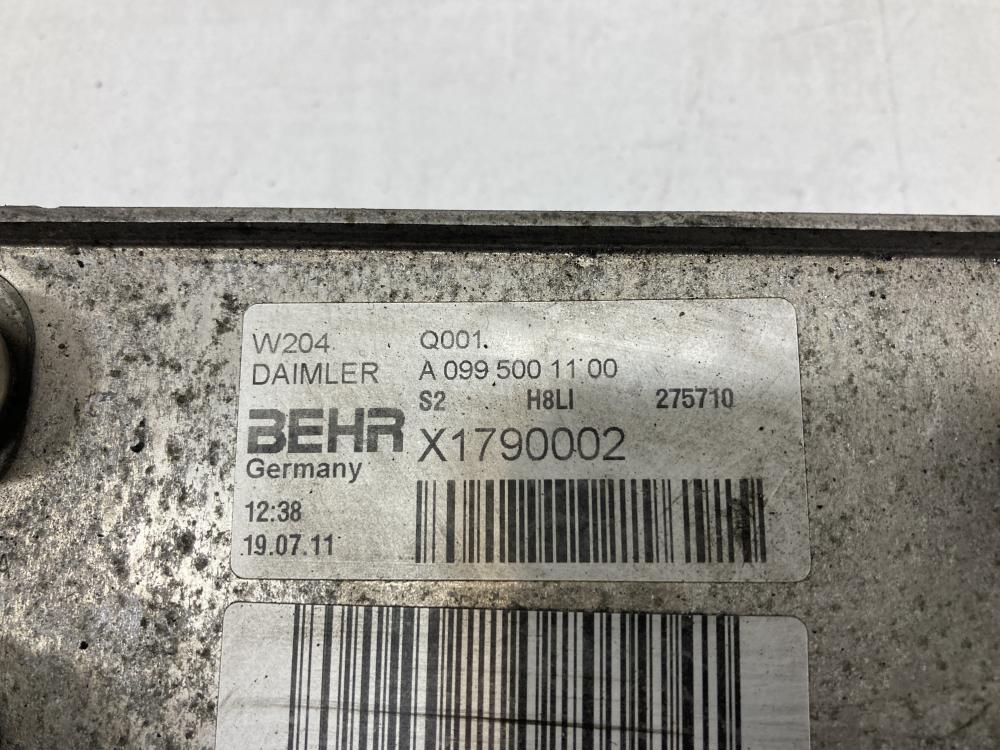 W204 Q001.
DAIMLER A 099 500 11 00
S2 H8LI 275710
BEHR X1790002
Germany
12:38
19.07.11